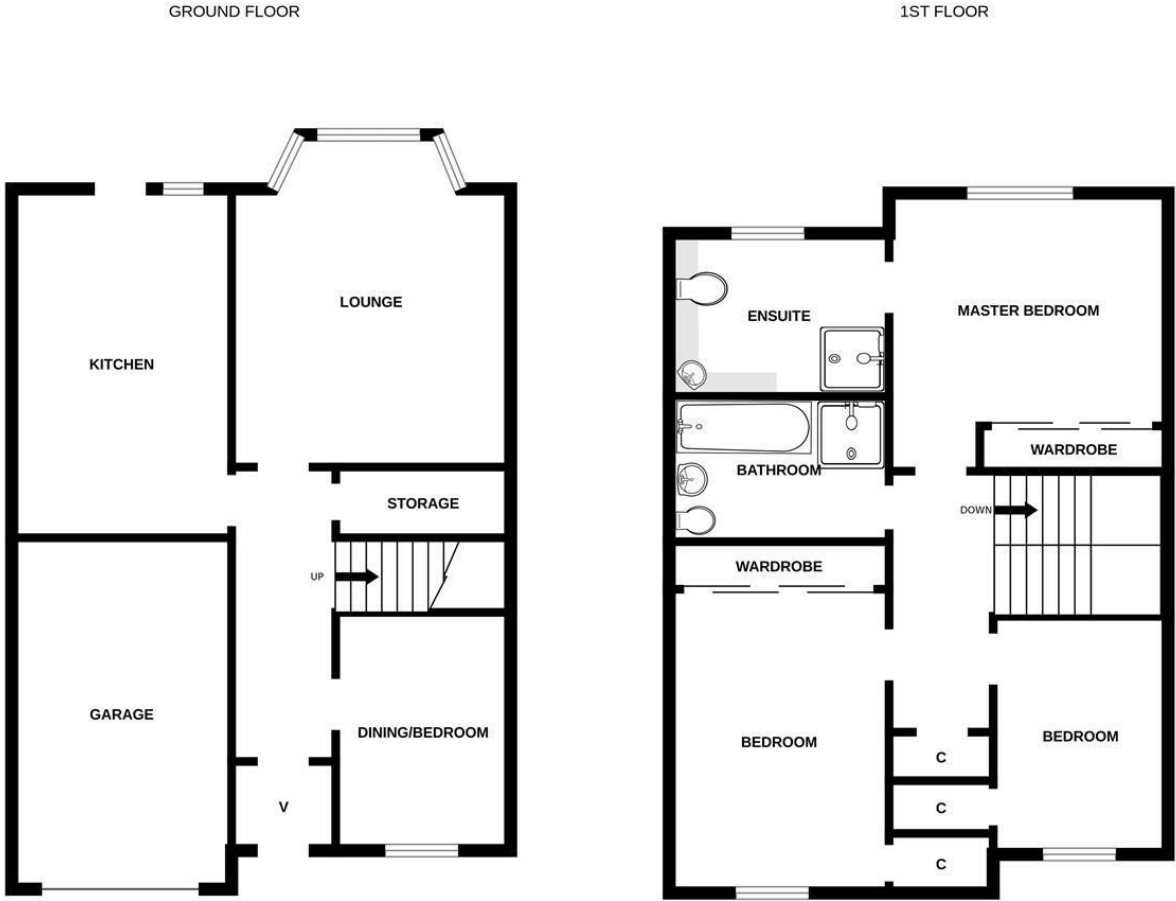 GROUND FLOOR
LOUNGE
KITCHEN
STORAGE
UP
GARAGE
DINING/BEDROOM
V
1ST FLOOR
MASTER BEDROOM
ENSUITE
WARDROBE
BATHROOM
DOWN
WARDROBE
BEDROOM
BEDROOM
C
C
C